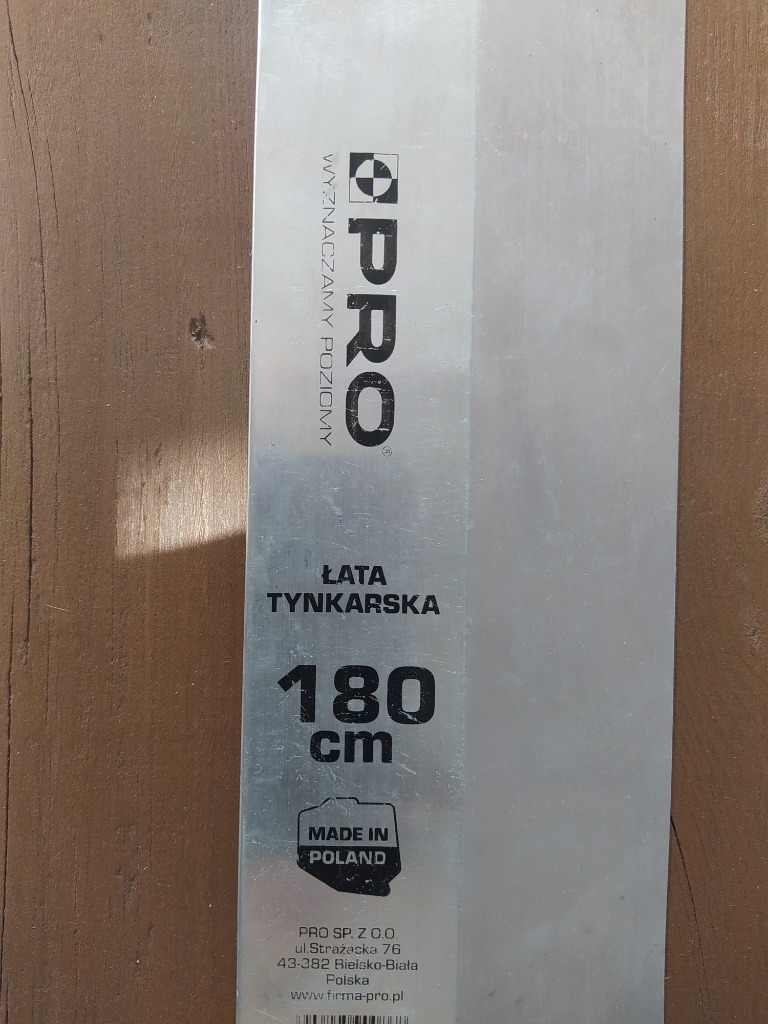 PRO®
WYZNACZAMY POZIOMY
ŁATA
TYNKARSKA
180
cm
MADE IN
POLAND
PRO SP. Z O.O.
ul.Strażacka 76
43-382 Bielsko-Biała
Polska
www.firma-pro.pl